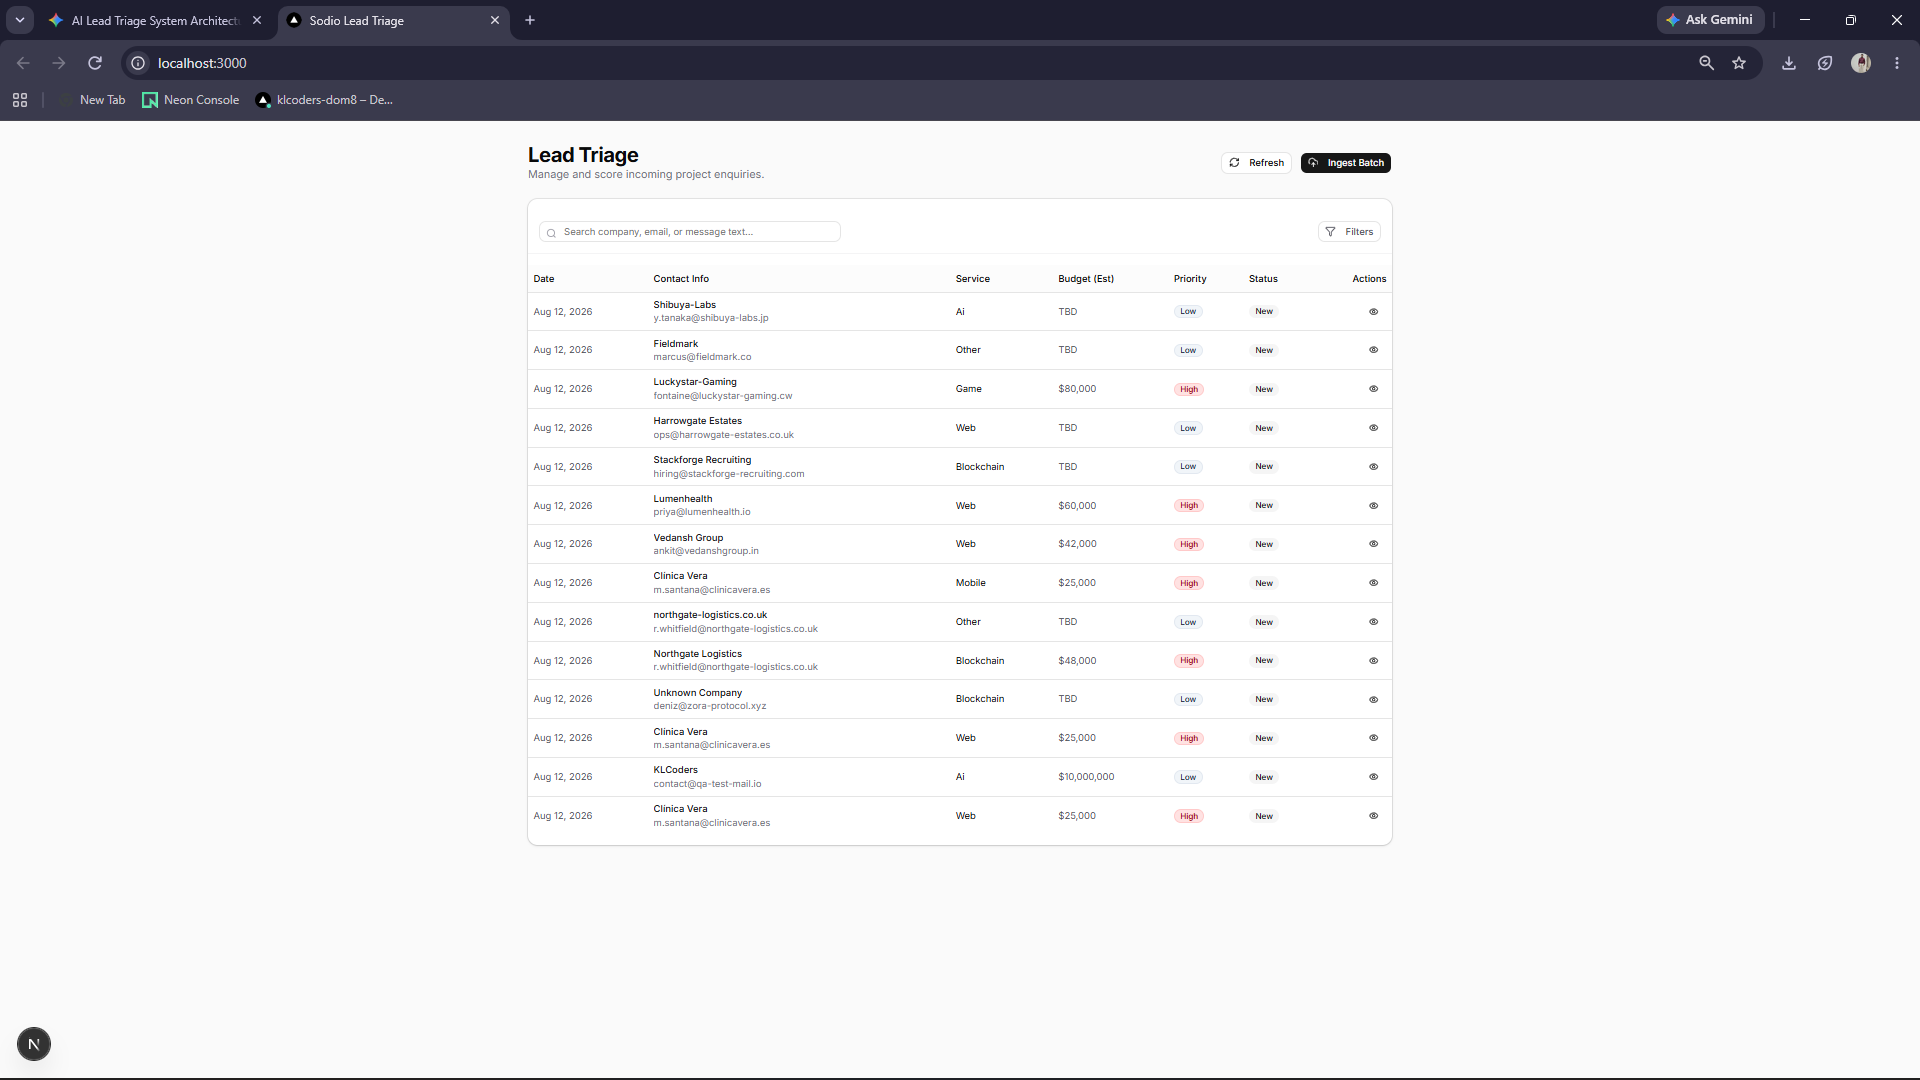 AI Lead Triage System Architect
Sodio Lead Triage
Ask Gemini
localhost:3000
New Tab
Neon Console
klcoders-dom8 – De...
Lead Triage
Manage and score incoming project enquiries.
Refresh
Ingest Batch
Search company, email, or message text...
Filters
Date Contact Info Service Budget (Est) Priority Status Actions
Aug 12, 2026 Shibuya-Labs Ai TBD Low New
y.tanaka@shibuya-labs.jp
Aug 12, 2026 Fieldmark Other TBD Low New
marcus@fieldmark.co
Aug 12, 2026 Luckystar-Gaming Game $80,000 High New
fontaine@luckystar-gaming.cw
Aug 12, 2026 Harrowgate Estates Web TBD Low New
ops@harrowgate-estates.co.uk
Aug 12, 2026 Stackforge Recruiting Blockchain TBD Low New
hiring@stackforge-recruiting.com
Aug 12, 2026 Lumenhealth Web $60,000 High New
priya@lumenhealth.io
Aug 12, 2026 Vedansh Group Web $42,000 High New
ankit@vedanshgroup.in
Aug 12, 2026 Clinica Vera Mobile $25,000 High New
m.santana@clinicavera.es
Aug 12, 2026 northgate-logistics.co.uk Other TBD Low New
r.whitfield@northgate-logistics.co.uk
Aug 12, 2026 Northgate Logistics Blockchain $48,000 High New
r.whitfield@northgate-logistics.co.uk
Aug 12, 2026 Unknown Company Blockchain TBD Low New
deniz@zora-protocol.xyz
Aug 12, 2026 Clinica Vera Web $25,000 High New
m.santana@clinicavera.es
Aug 12, 2026 KLCoders Ai $10,000,000 Low New
contact@qa-test-mail.io
Aug 12, 2026 Clinica Vera Web $25,000 High New
m.santana@clinicavera.es
N